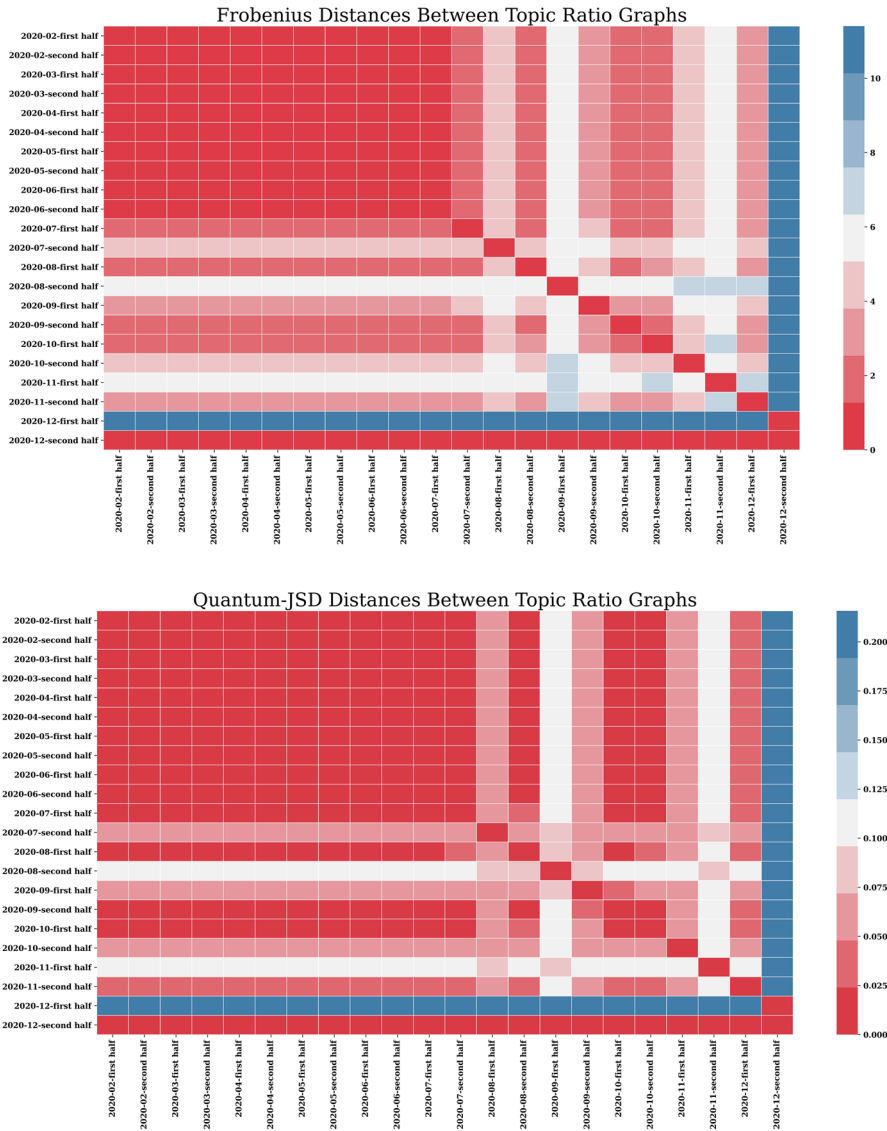 Frobenius Distances Between Topic Ratio Graphs
2020-02-first half
2020-02-second half
2020-03-first half
2020-03-second half
2020-04-first half
2020-04-second half
2020-05-first half
2020-05-second half
2020-06-first half
2020-06-second half
2020-07-first half
2020-07-second half
2020-08-first half
2020-08-second half
2020-09-first half
2020-09-second half
2020-10-first half
2020-10-second half
2020-11-first half
2020-11-second half
2020-12-first half
2020-12-second half
10
8
6
4
2
0
2020-02-first half
2020-02-second half
2020-03-first half
2020-03-second half
2020-04-first half
2020-04-second half
2020-05-first half
2020-05-second half
2020-06-first half
2020-06-second half
2020-07-first half
2020-07-second half
2020-08-first half
2020-08-second half
2020-09-first half
2020-09-second half
2020-10-first half
2020-10-second half
2020-11-first half
2020-11-second half
2020-12-first half
2020-12-second half
Quantum-JSD Distances Between Topic Ratio Graphs
2020-02-first half
2020-02-second half
2020-03-first half
2020-03-second half
2020-04-first half
2020-04-second half
2020-05-first half
2020-05-second half
2020-06-first half
2020-06-second half
2020-07-first half
2020-07-second half
2020-08-first half
2020-08-second half
2020-09-first half
2020-09-second half
2020-10-first half
2020-10-second half
2020-11-first half
2020-11-second half
2020-12-first half
2020-12-second half
0.200
0.175
0.150
0.125
0.100
0.075
0.050
0.025
0.000
2020-02-first half
2020-02-second half
2020-03-first half
2020-03-second half
2020-04-first half
2020-04-second half
2020-05-first half
2020-05-second half
2020-06-first half
2020-06-second half
2020-07-first half
2020-07-second half
2020-08-first half
2020-08-second half
2020-09-first half
2020-09-second half
2020-10-first half
2020-10-second half
2020-11-first half
2020-11-second half
2020-12-first half
2020-12-second half